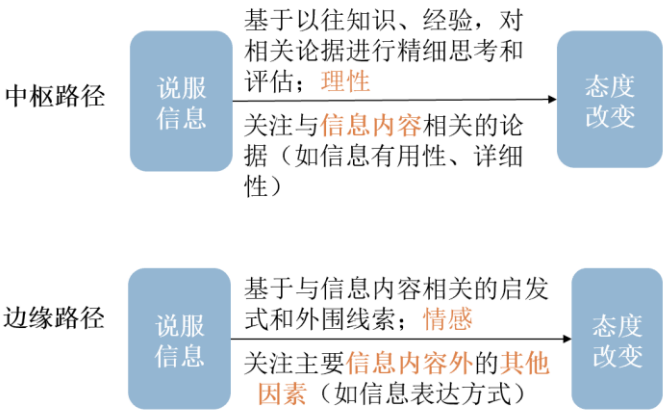 中枢路径
说服
信息
基于以往知识、经验，对
相关论据进行精细思考和
评估；理性
关注与信息内容相关的论
据（如信息有用性、详细
性）
态度
改变
边缘路径
说服
信息
基于与信息内容相关的启发
式和外围线索；情感
关注主要信息内容外的其他
因素（如信息表达方式）
态度
改变